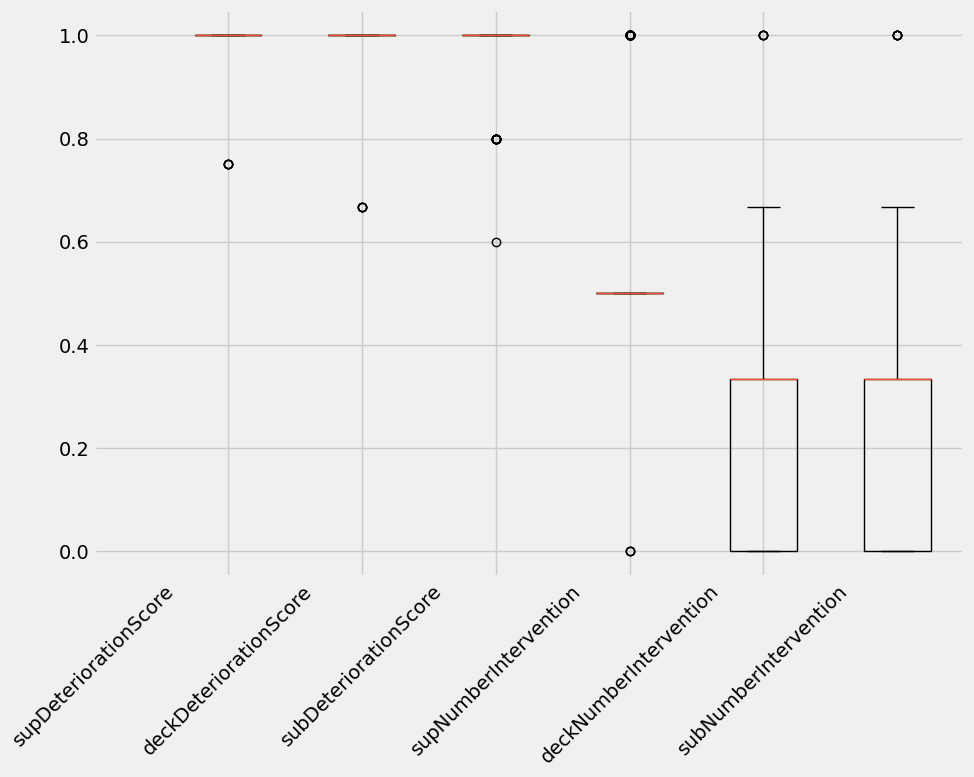 1.0
0.8
0.6
0.4
0.2
0.0
supDeteriorationScore
deckDeteriorationScore
subDeteriorationScore
supNumberIntervention
deckNumberIntervention
subNumberIntervention